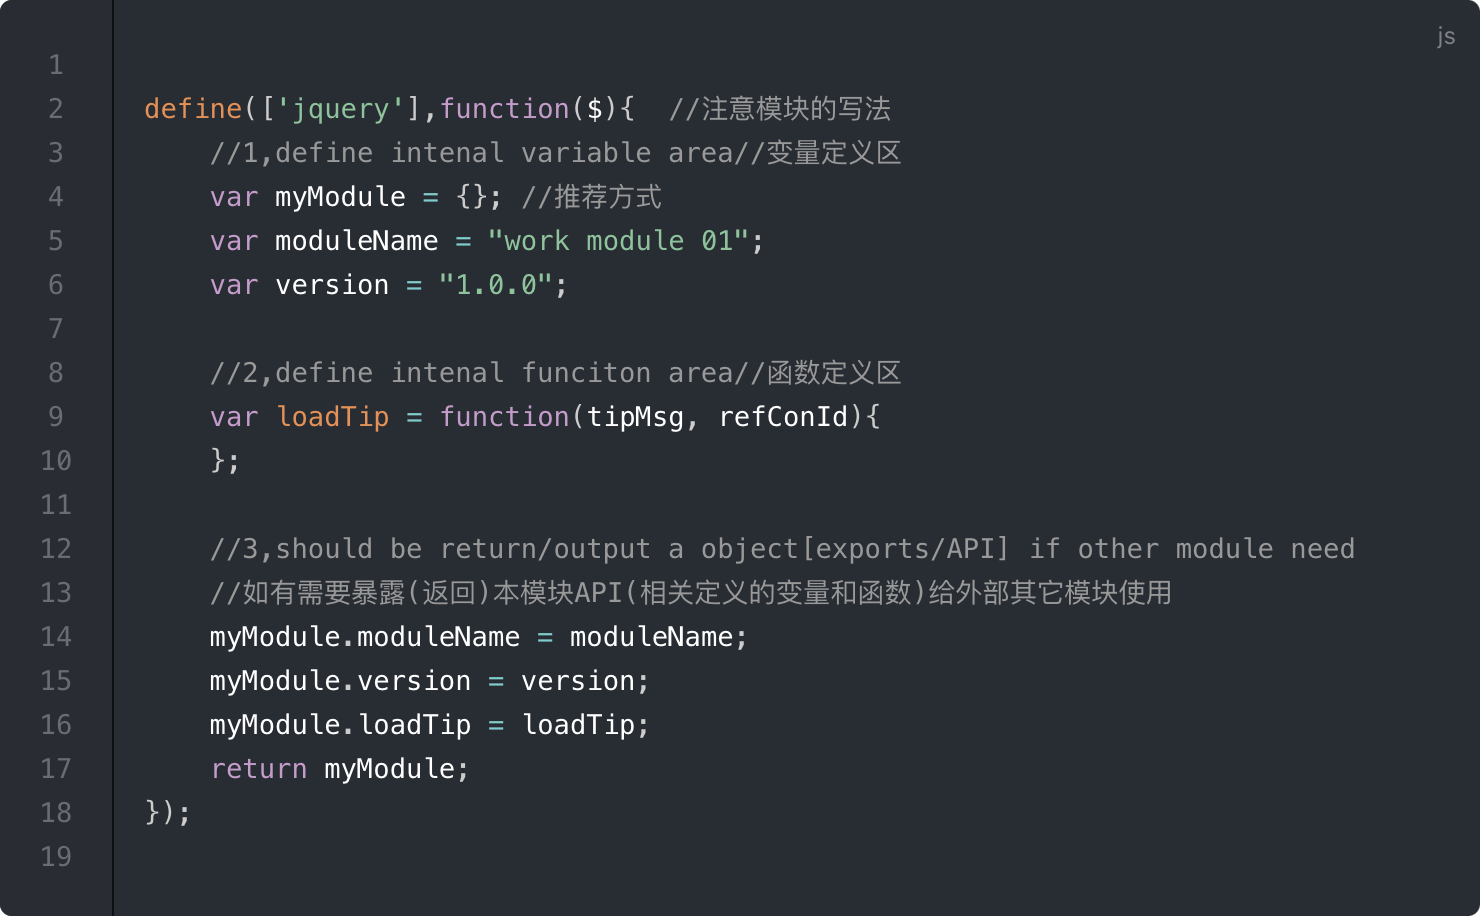 js
1
2 define(['jquery'],function($){  //注意模块的写法
3     //1,define intenal variable area//变量定义区
4     var myModule = {}; //推荐方式
5     var moduleName = "work module 01";
6     var version = "1.0.0";
7
8     //2,define intenal funciton area//函数定义区
9     var loadTip = function(tipMsg, refConId){
10     };
11
12     //3,should be return/output a object[exports/API] if other module need
13     //如有需要暴露(返回)本模块API(相关定义的变量和函数)给外部其它模块使用
14     myModule.moduleName = moduleName;
15     myModule.version = version;
16     myModule.loadTip = loadTip;
17     return myModule;
18 });
19